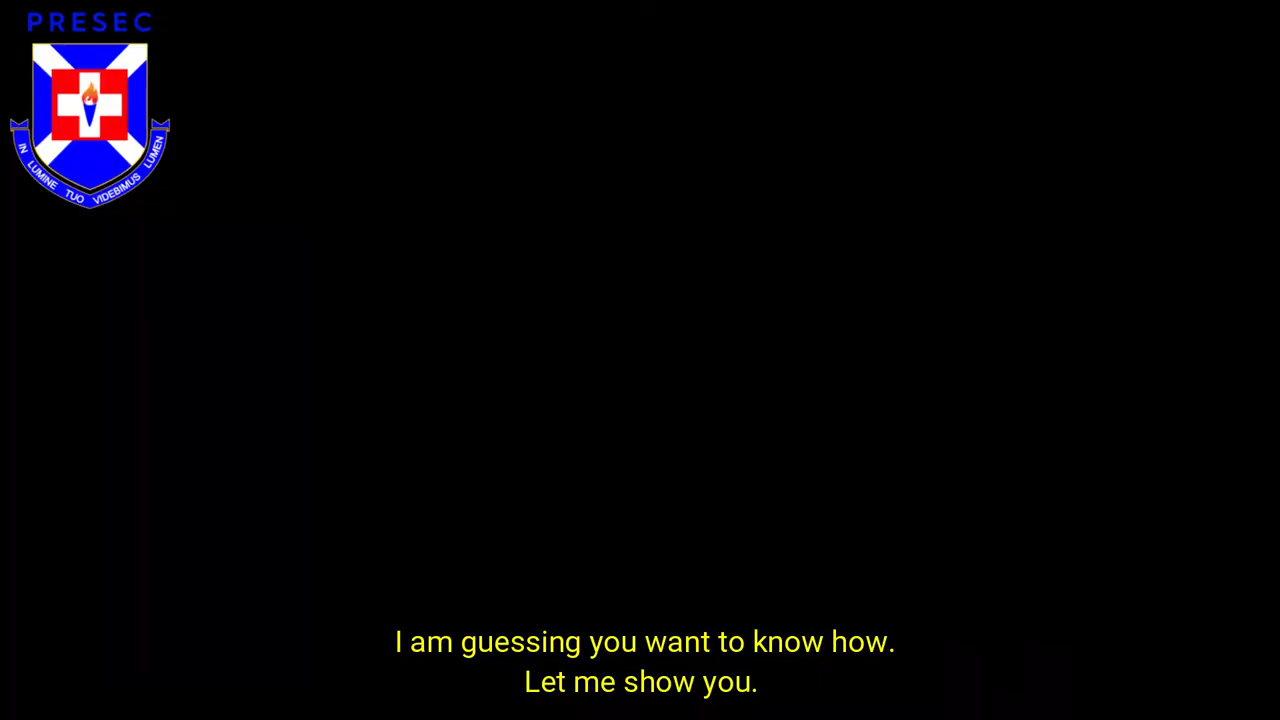 PRESEC
IN LUMINE TUO VIDEBIMUS LUMEN
I am guessing you want to know how.
Let me show you.